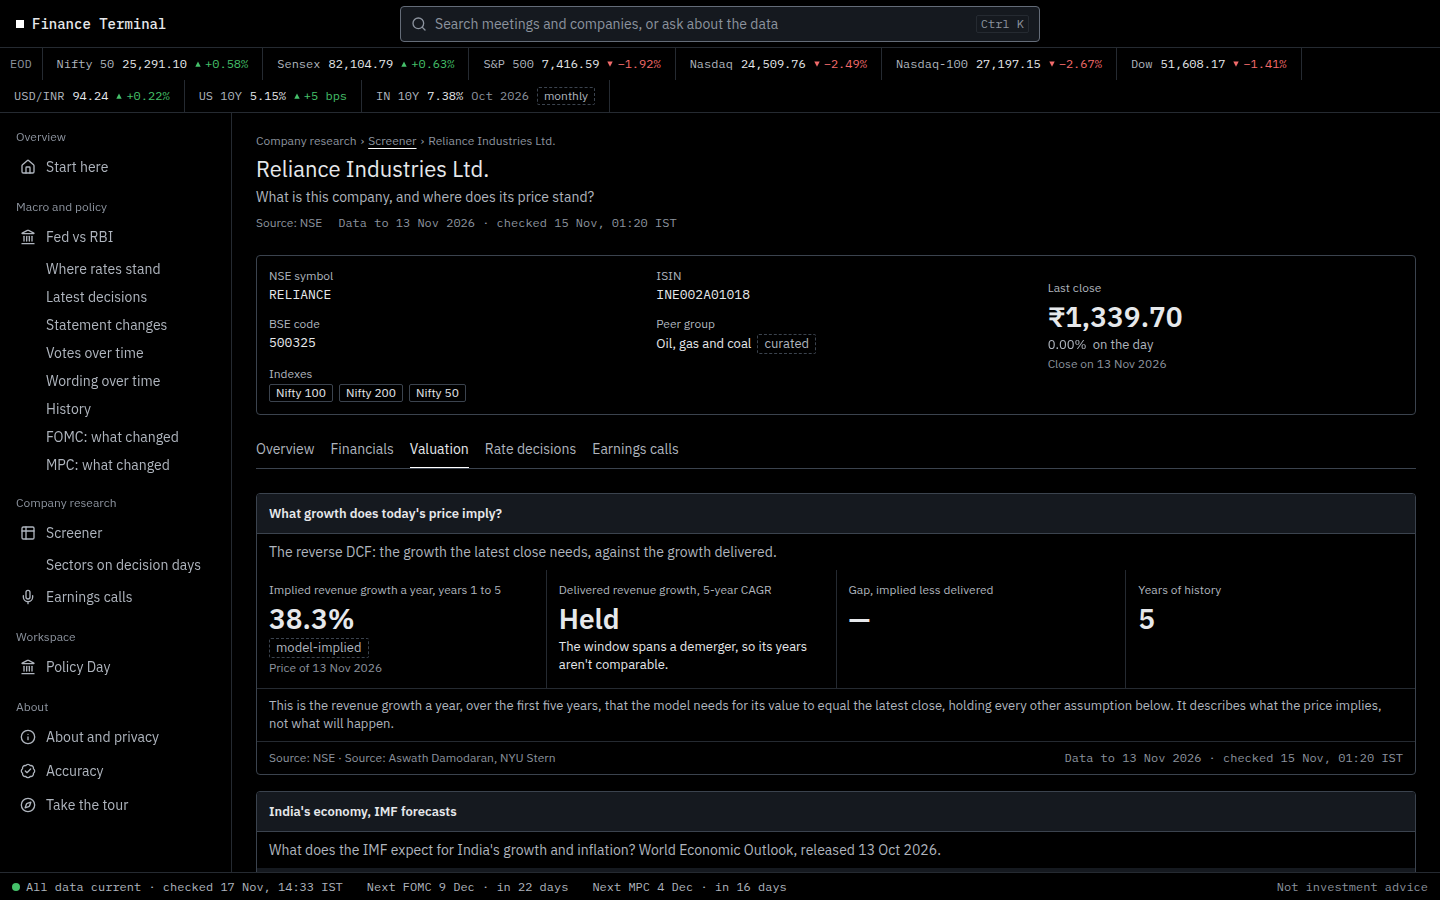 Finance Terminal
Search meetings and companies, or ask about the data
Ctrl K
EOD Nifty 50 25,291.10 ▲ +0.58% Sensex 82,104.79 ▲ +0.63% S&P 500 7,416.59 ▼ −1.92% Nasdaq 24,509.76 ▼ −2.49% Nasdaq-100 27,197.15 ▼ −2.67% Dow 51,608.17 ▼ −1.41%
USD/INR 94.24 ▲ +0.22% US 10Y 5.15% ▲ +5 bps IN 10Y 7.38% Oct 2026 monthly
Overview
Start here
Macro and policy
Fed vs RBI
Where rates stand
Latest decisions
Statement changes
Votes over time
Wording over time
History
FOMC: what changed
MPC: what changed
Company research
Screener
Sectors on decision days
Earnings calls
Workspace
Policy Day
About
About and privacy
Accuracy
Take the tour
Company research › Screener › Reliance Industries Ltd.
Reliance Industries Ltd.
What is this company, and where does its price stand?
Source: NSE Data to 13 Nov 2026 · checked 15 Nov, 01:20 IST
NSE symbol
RELIANCE
ISIN
INE002A01018
BSE code
500325
Peer group
Oil, gas and coal curated
Indexes
Nifty 100 Nifty 200 Nifty 50
Last close
₹1,339.70
0.00% on the day
Close on 13 Nov 2026
Overview Financials Valuation Rate decisions Earnings calls
What growth does today's price imply?
The reverse DCF: the growth the latest close needs, against the growth delivered.
Implied revenue growth a year, years 1 to 5
38.3%
model-implied
Price of 13 Nov 2026
Delivered revenue growth, 5-year CAGR
Held
The window spans a demerger, so its years
aren't comparable.
Gap, implied less delivered
—
Years of history
5
This is the revenue growth a year, over the first five years, that the model needs for its value to equal the latest close, holding every other assumption below. It describes what the price implies,
not what will happen.
Source: NSE · Source: Aswath Damodaran, NYU Stern
Data to 13 Nov 2026 · checked 15 Nov, 01:20 IST
India's economy, IMF forecasts
What does the IMF expect for India's growth and inflation? World Economic Outlook, released 13 Oct 2026.
All data current · checked 17 Nov, 14:33 IST Next FOMC 9 Dec · in 22 days Next MPC 4 Dec · in 16 days
Not investment advice